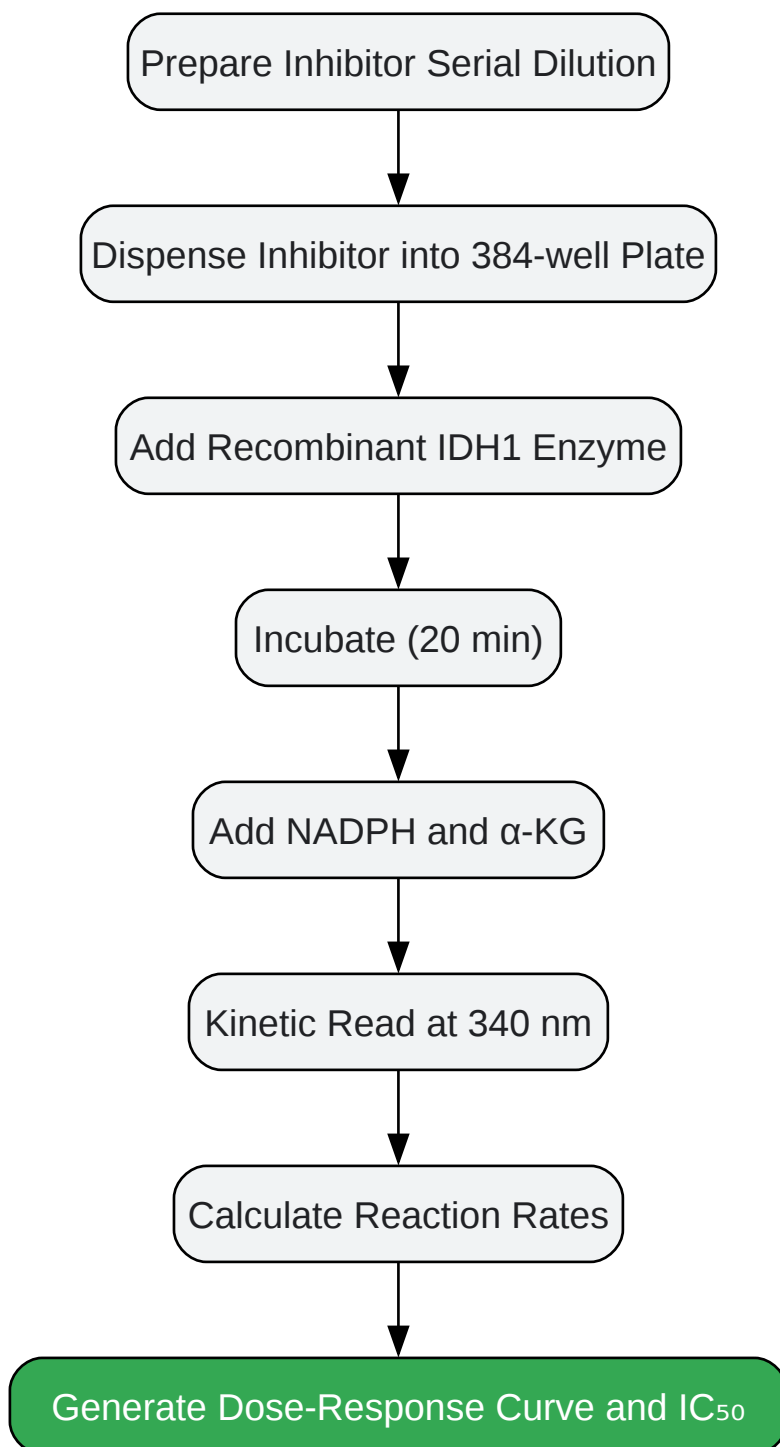 Prepare Inhibitor Serial Dilution
Dispense Inhibitor into 384-well Plate
Add Recombinant IDH1 Enzyme
Incubate (20 min)
Add NADPH and α-KG
Kinetic Read at 340 nm
Calculate Reaction Rates
Generate Dose-Response Curve and IC₅₀